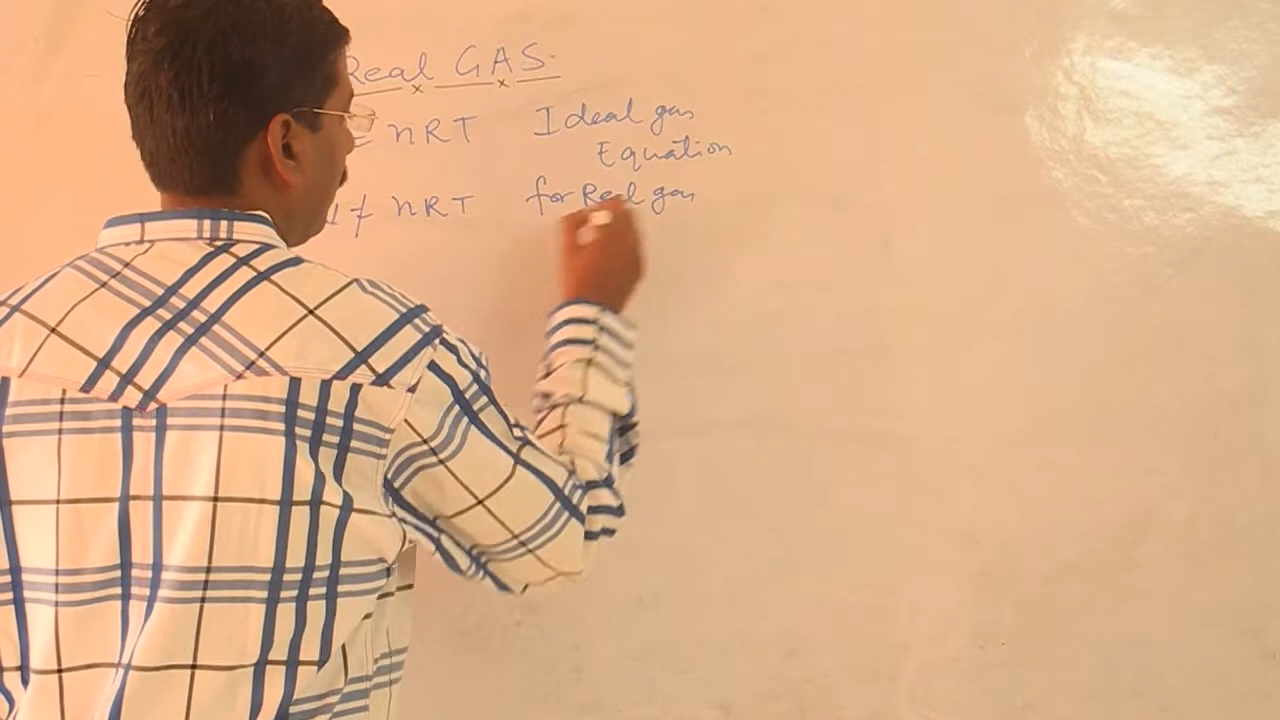 Real GAS.
= nRT Ideal gas
Equation
≠ nRT for Real gas